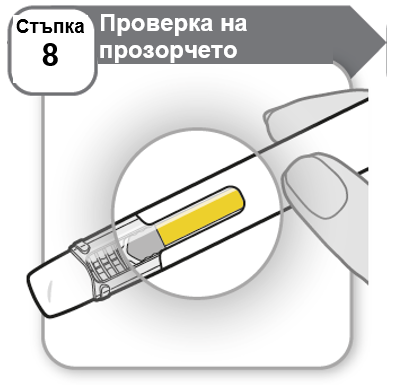 Стъпка
8
Проверка на
прозорчето